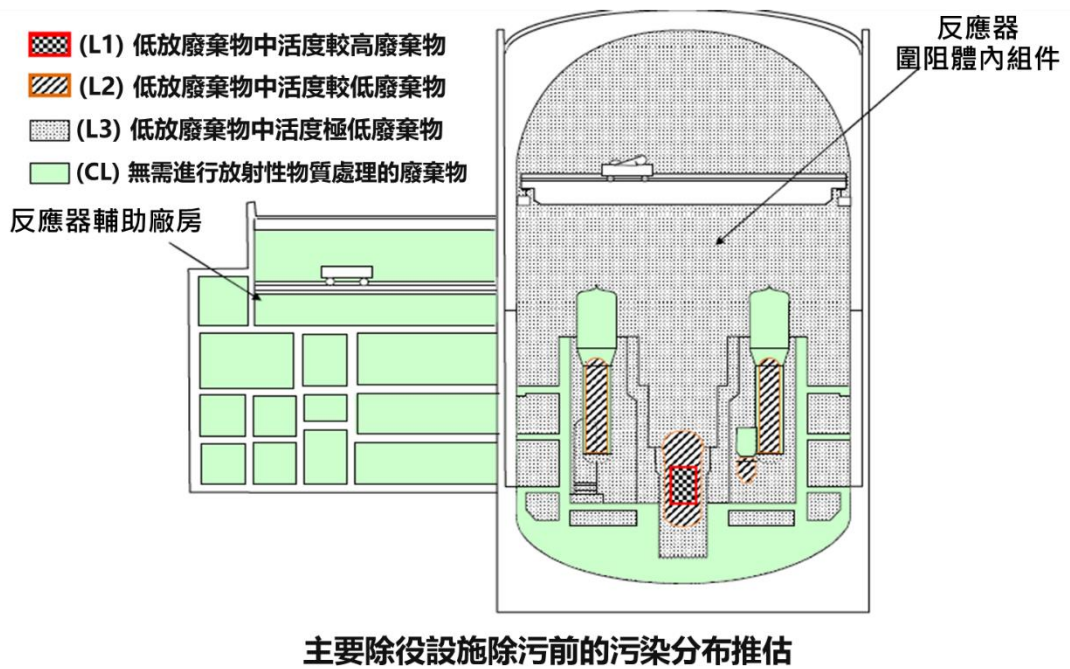 (L1) 低放廢棄物中活度較高廢棄物
(L2) 低放廢棄物中活度較低廢棄物
(L3) 低放廢棄物中活度極低廢棄物
(CL) 無需進行放射性物質處理的廢棄物
反應器
圍阻體內組件
反應器輔助廠房
主要除役設施除污前的污染分布推估